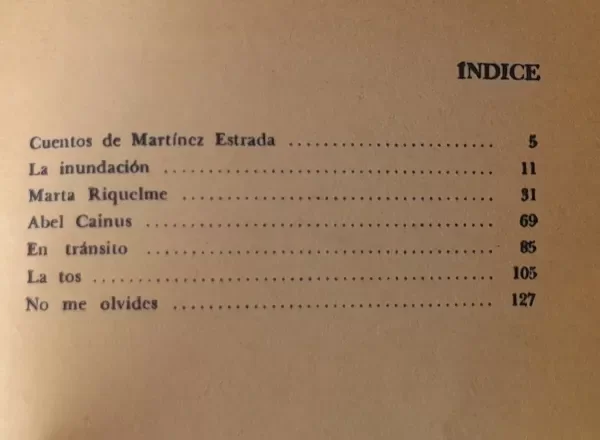 ÍNDICE
Cuentos de Martínez Estrada ........................ 5
La inundación ........................................ 11
Marta Riquelme ...................................... 31
Abel Cainus .......................................... 69
En tránsito .......................................... 85
La tos ................................................ 105
No me olvides ...................................... 127